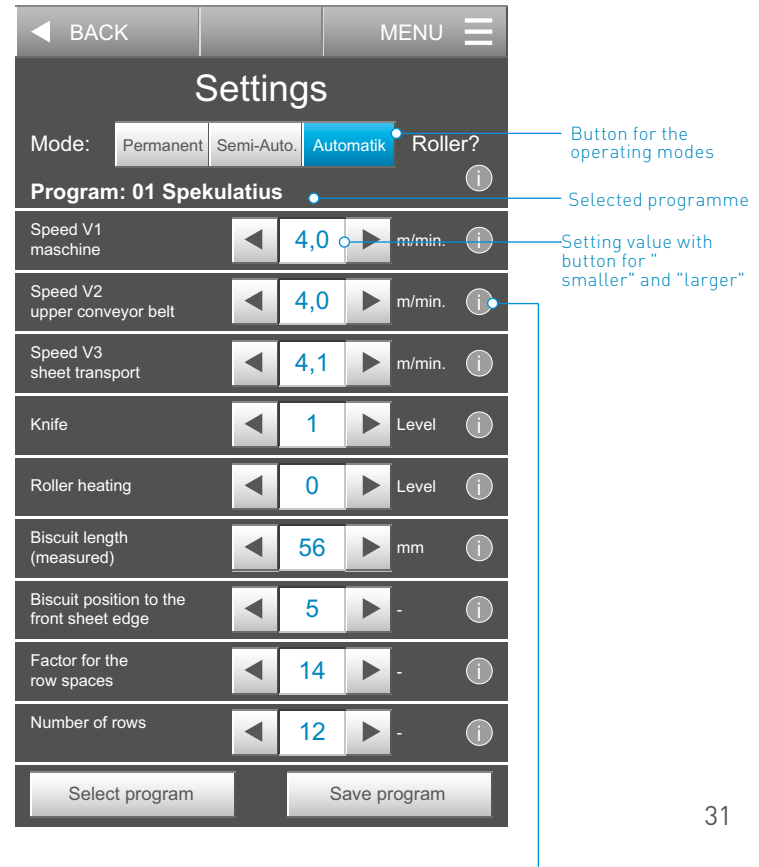 BACK MENU
Settings
Mode: Permanent Semi-Auto. Automatik Roller?
Button for the
operating modes
i
Program: 01 Spekulatius
Selected programme
Speed V1
maschine
4,0 m/min. i
Setting value with
button for "
smaller" and "larger"
Speed V2
upper conveyor belt
4,0 m/min. i
Speed V3
sheet transport
4,1 m/min. i
Knife 1 Level i
Roller heating 0 Level i
Biscuit length
(measured)
56 mm i
Biscuit position to the
front sheet edge
5 - i
Factor for the
row spaces
14 - i
Number of rows 12 - i
Select program Save program
31